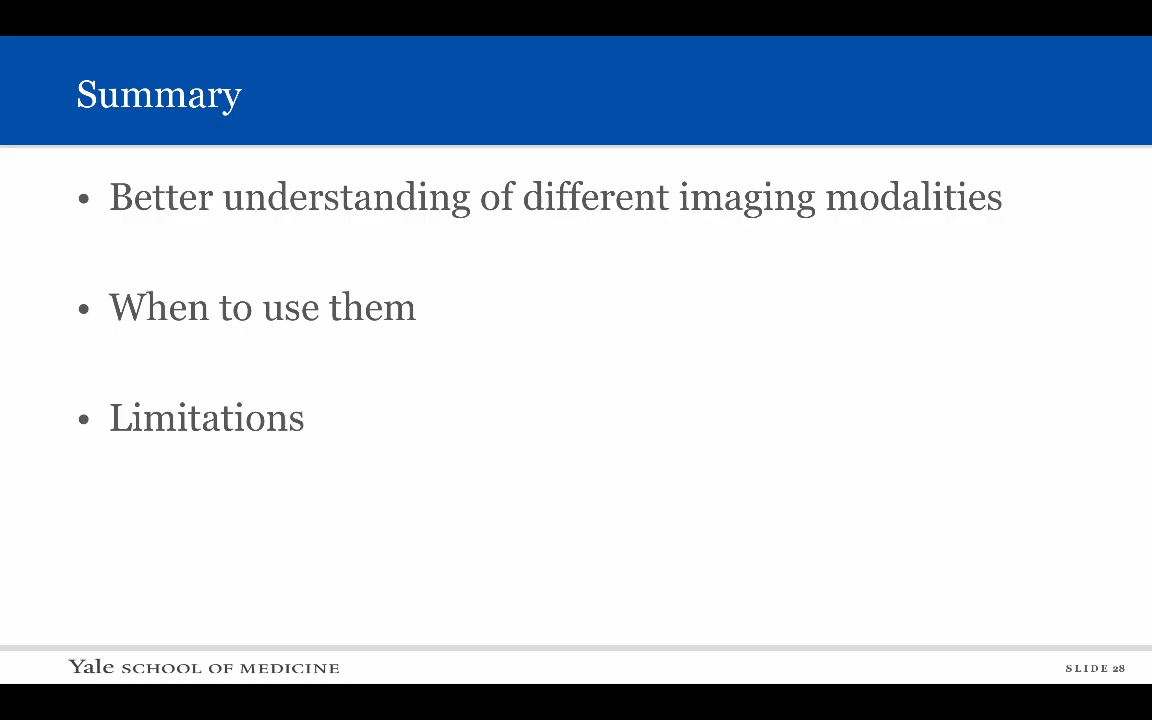 Summary
• Better understanding of different imaging modalities
• When to use them
• Limitations
Yale SCHOOL OF MEDICINE
SLIDE 28